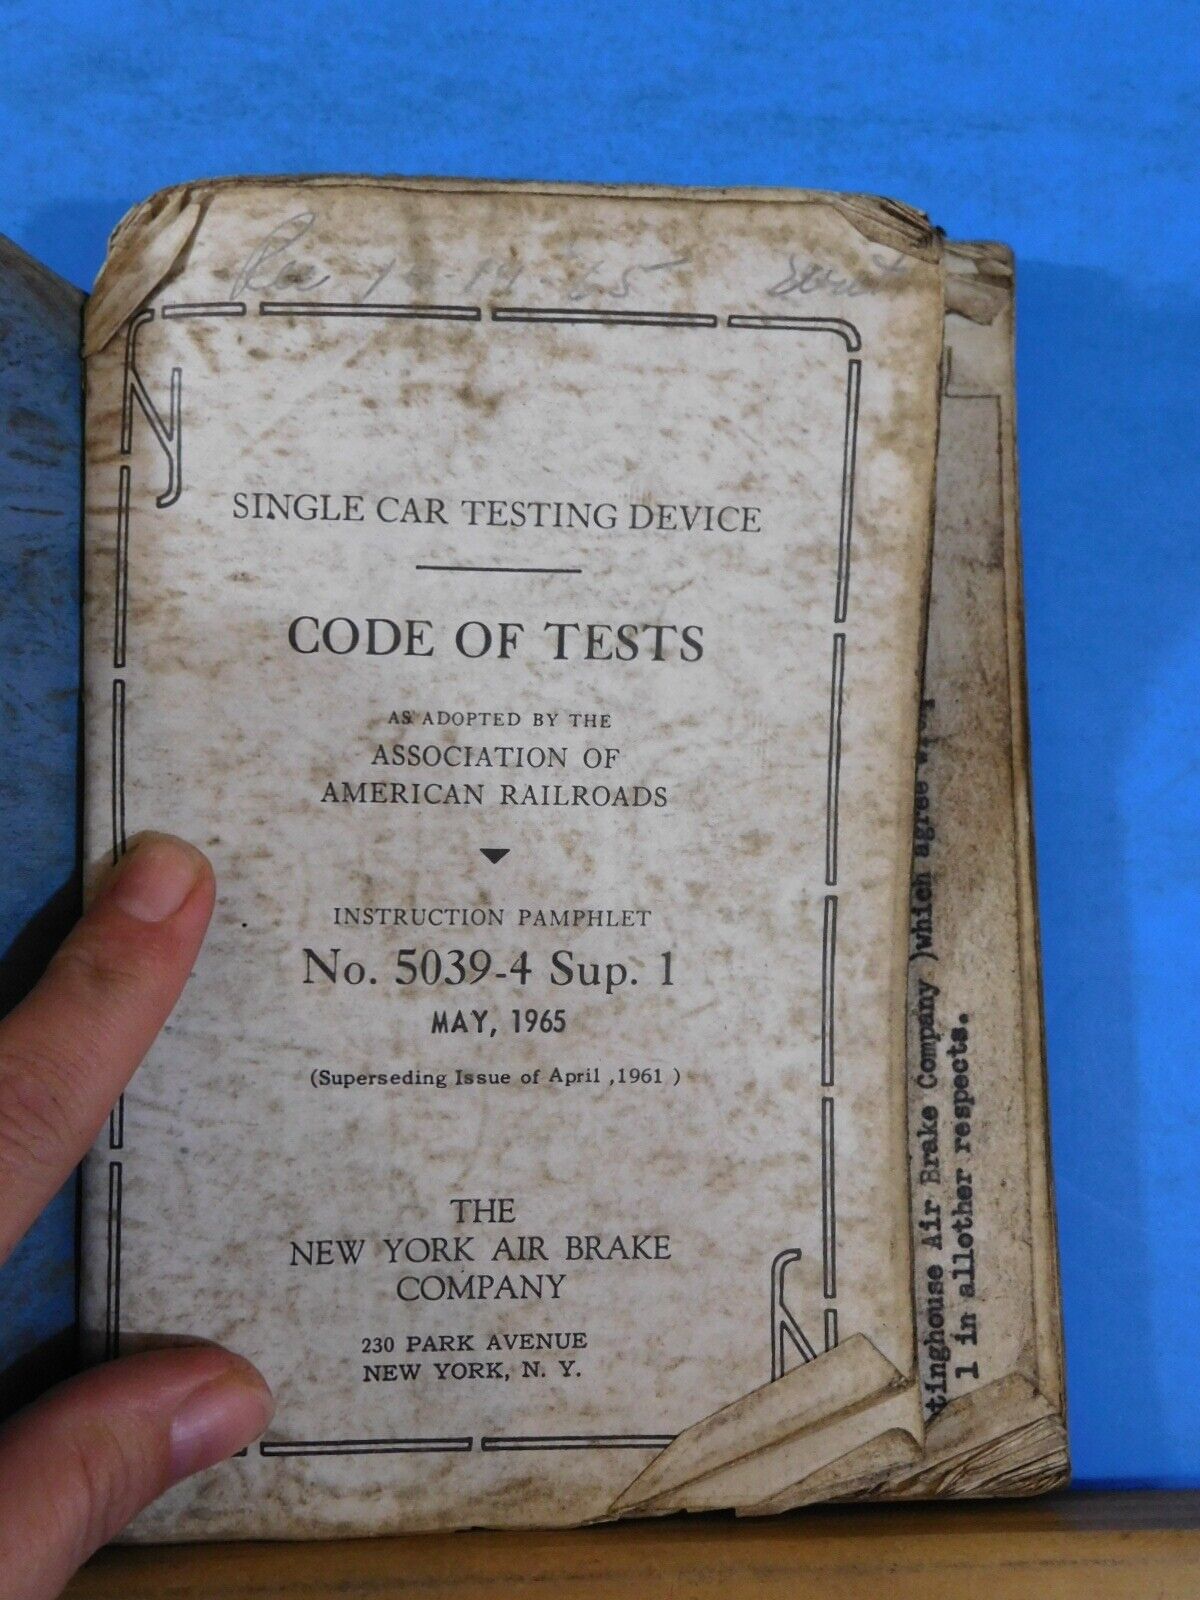 SINGLE CAR TESTING DEVICE
CODE OF TESTS
AS ADOPTED BY THE
ASSOCIATION OF
AMERICAN RAILROADS
INSTRUCTION PAMPHLET
No. 5039-4 Sup. 1
MAY, 1965
(Superseding Issue of April ,1961 )
THE
NEW YORK AIR BRAKE
COMPANY
230 PARK AVENUE
NEW YORK, N. Y.
tinghouse Air Brake Company )which agree
l in allother respects.